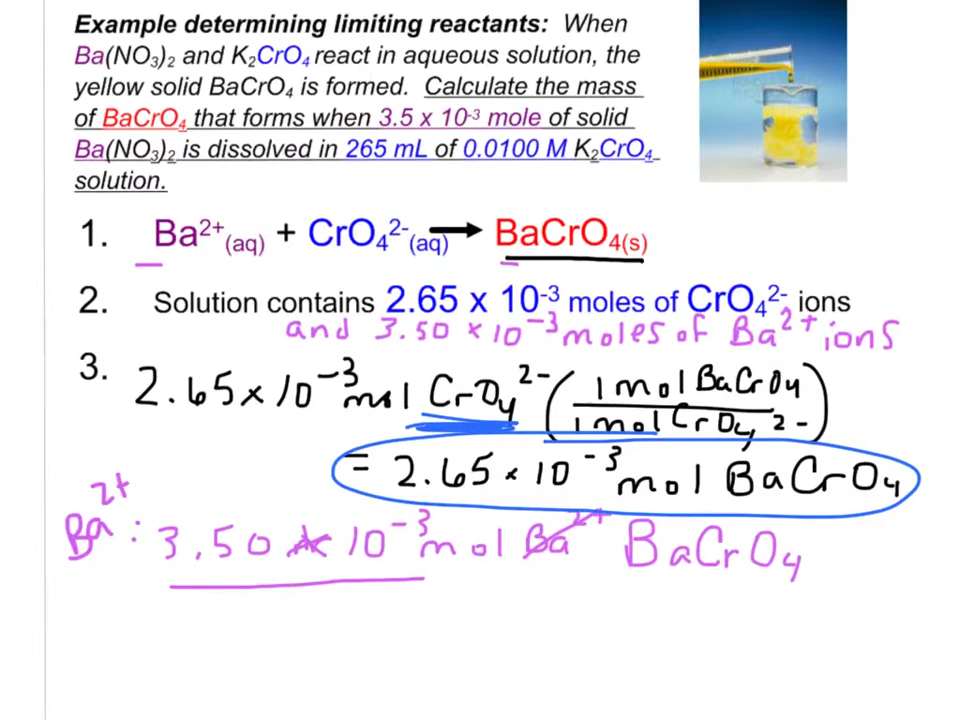 Example determining limiting reactants: When
Ba(NO₃)₂ and K₂CrO₄ react in aqueous solution, the
yellow solid BaCrO₄ is formed. Calculate the mass
of BaCrO₄ that forms when 3.5 x 10⁻³ mole of solid
Ba(NO₃)₂ is dissolved in 265 mL of 0.0100 M K₂CrO₄
solution.
1. Ba²⁺(aq) + CrO₄²⁻(aq) → BaCrO₄(s)
2. Solution contains 2.65 x 10⁻³ moles of CrO₄²⁻ ions
and 3.50 x 10⁻³ moles of Ba²⁺ ions
3. 2.65 x 10⁻³ mol CrO₄²⁻ (1 mol BaCrO₄ / 1 mol CrO₄²⁻)
= 2.65 x 10⁻³ mol BaCrO₄
Ba²⁺: 3.50 x 10⁻³ mol Ba²⁺ BaCrO₄